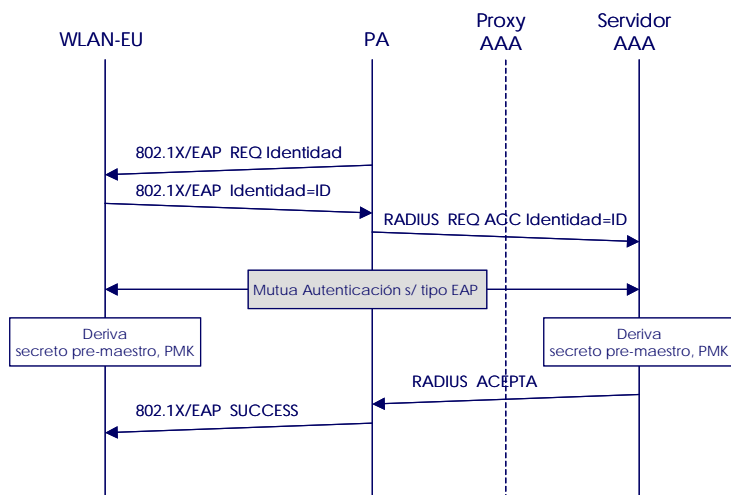 WLAN-EU
PA
Proxy
AAA
Servidor
AAA
802.1X/EAP REQ Identidad
802.1X/EAP Identidad=ID
RADIUS REQ ACC Identidad=ID
Mutua Autenticación s/ tipo EAP
Deriva
secreto pre-maestro, PMK
Deriva
secreto pre-maestro, PMK
RADIUS ACEPTA
802.1X/EAP SUCCESS